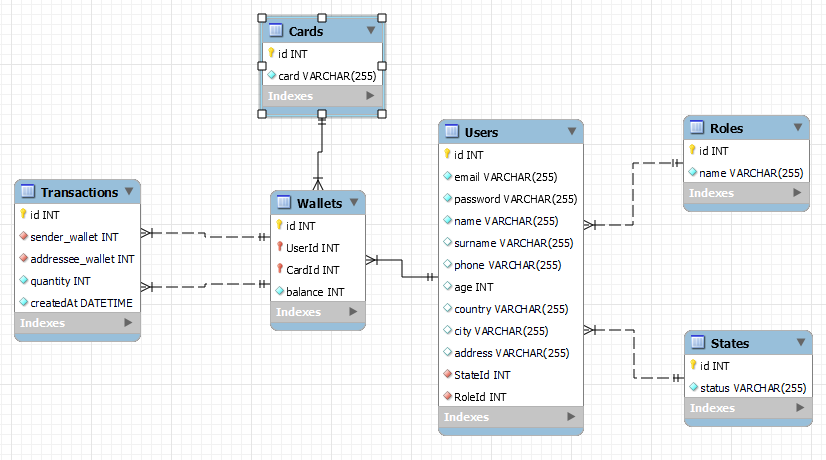 Cards
id INT
card VARCHAR(255)
Indexes
Transactions
id INT
sender_wallet INT
addressee_wallet INT
quantity INT
createdAt DATETIME
Indexes
Wallets
id INT
UserId INT
CardId INT
balance INT
Indexes
Users
id INT
email VARCHAR(255)
password VARCHAR(255)
name VARCHAR(255)
surname VARCHAR(255)
phone VARCHAR(255)
age INT
country VARCHAR(255)
city VARCHAR(255)
address VARCHAR(255)
StateId INT
RoleId INT
Indexes
Roles
id INT
name VARCHAR(255)
Indexes
States
id INT
status VARCHAR(255)
Indexes